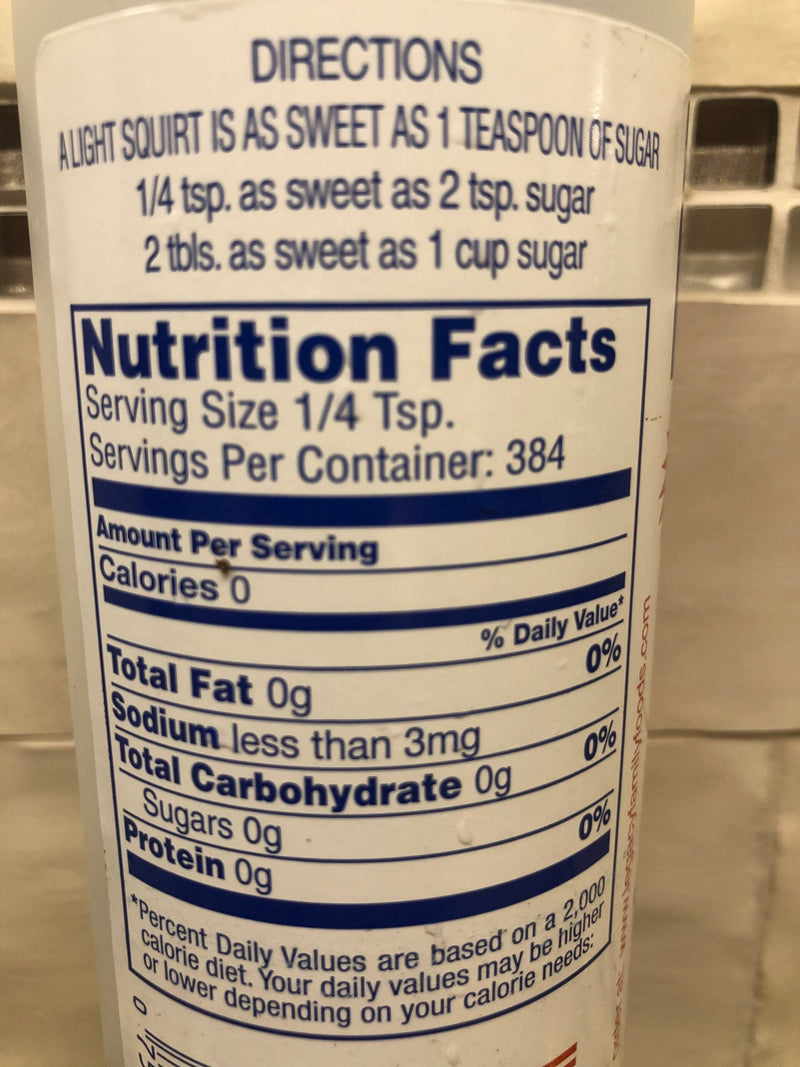 DIRECTIONS
A LIGHT SQUIRT IS AS SWEET AS 1 TEASPOON OF SUGAR
1/4 tsp. as sweet as 2 tsp. sugar
2 tbls. as sweet as 1 cup sugar
Nutrition Facts
Serving Size 1/4 Tsp.
Servings Per Container: 384
Amount Per Serving
Calories 0
% Daily Value*
Total Fat 0g 0%
Sodium less than 3mg 0%
Total Carbohydrate 0g 0%
Sugars 0g
Protein 0g
*Percent Daily Values are based on a 2,000
calorie diet. Your daily values may be higher
or lower depending on your calorie needs:
www.legacyfamilyfoods.com
0